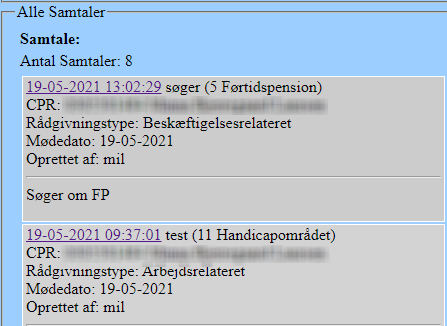 Alle Samtaler
Samtale:
Antal Samtaler: 8
19-05-2021 13:02:29 søger (5 Førtidspension)
CPR:
Rådgivningstype: Beskæftigelsesrelateret
Mødedato: 19-05-2021
Oprettet af: mil
Søger om FP
19-05-2021 09:37:01 test (11 Handicapområdet)
CPR:
Rådgivningstype: Arbejdsrelateret
Mødedato: 19-05-2021
Oprettet af: mil